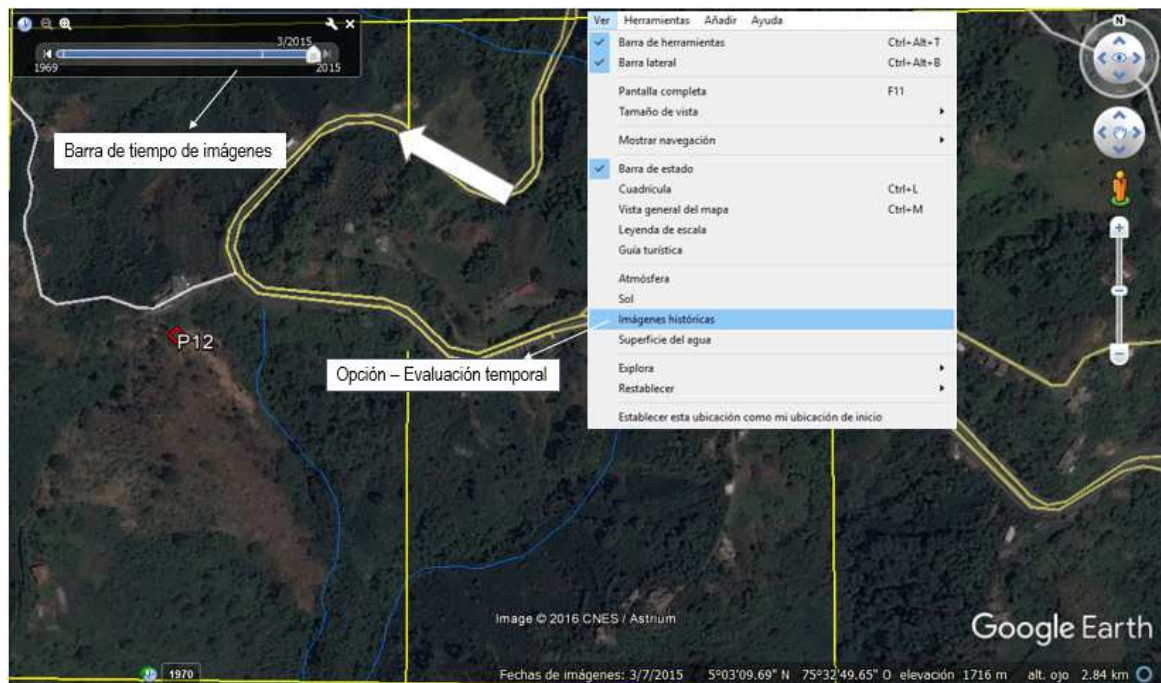 3/2015
1969
2015
Barra de tiempo de imágenes
Ver Herramientas Añadir Ayuda
Barra de herramientas Ctrl+Alt+T
Barra lateral Ctrl+Alt+B
Pantalla completa F11
Tamaño de vista
Mostrar navegación
Barra de estado
Cuadrícula Ctrl+L
Vista general del mapa Ctrl+M
Leyenda de escala
Guía turística
Atmósfera
Sol
Imágenes históricas
Superficie del agua
Explora
Restablecer
Establecer esta ubicación como mi ubicación de inicio
N
P12
Opción – Evaluación temporal
Image © 2016 CNES / Astrium
Google Earth
1970
Fechas de imágenes: 3/7/2015 5°03'09.69" N 75°32'49.65" O elevación 1716 m alt. ojo 2.84 km